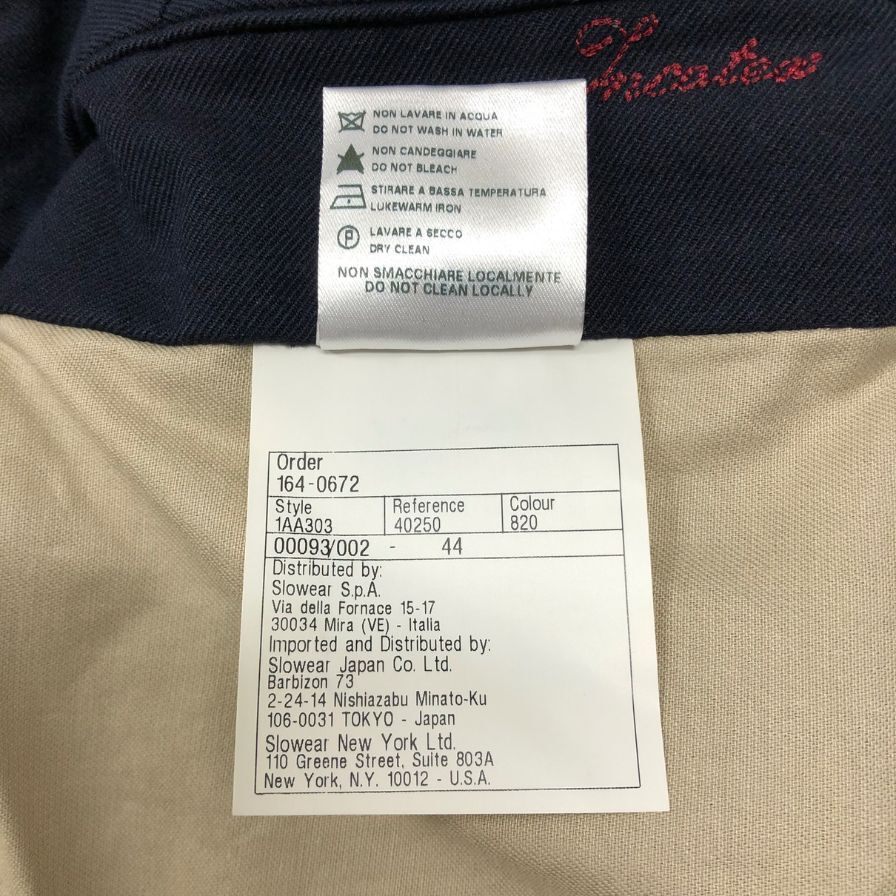 Incotex
NON LAVARE IN ACQUA
DO NOT WASH IN WATER
NON CANDEGGIARE
DO NOT BLEACH
STIRARE A BASSA TEMPERATURA
LUKEWARM IRON
P
LAVARE A SECCO
DRY CLEAN
NON SMACCHIARE LOCALMENTE
DO NOT CLEAN LOCALLY
Order
164-0672
Style Reference Colour
1AA303 40250 820
00093/002 - 44
Distributed by:
Slowear S.p.A.
Via della Fornace 15-17
30034 Mira (VE) - Italia
Imported and Distributed by:
Slowear Japan Co. Ltd.
Barbizon 73
2-24-14 Nishiazabu Minato-Ku
106-0031 TOKYO - Japan
Slowear New York Ltd.
110 Greene Street, Suite 803A
New York, N.Y. 10012 - U.S.A.